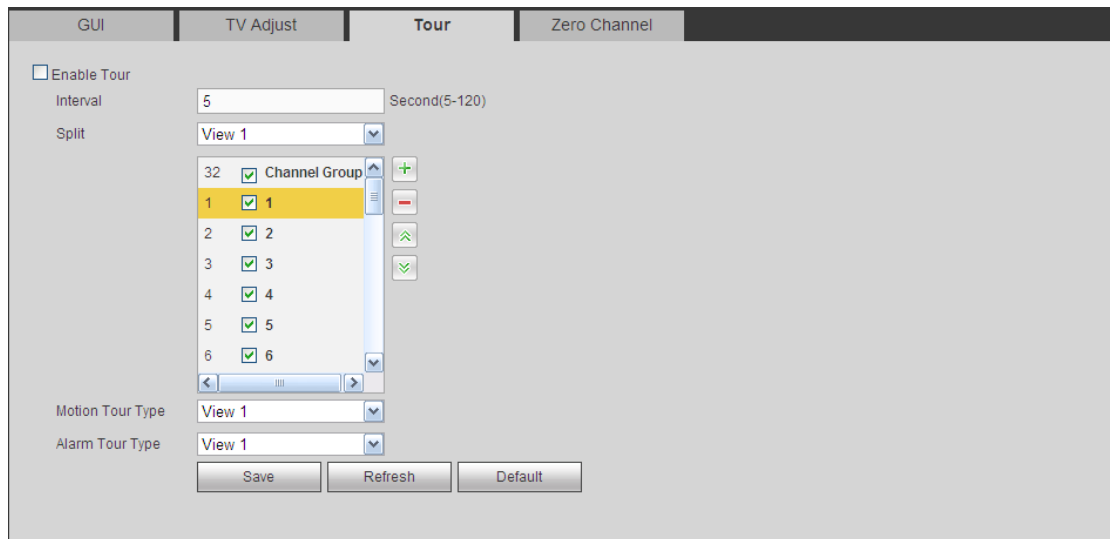 GUI TV Adjust Tour Zero Channel
Enable Tour
Interval 5 Second(5-120)
Split View 1
32 Channel Group
1 1
2 2
3 3
4 4
5 5
6 6
Motion Tour Type View 1
Alarm Tour Type View 1
Save Refresh Default